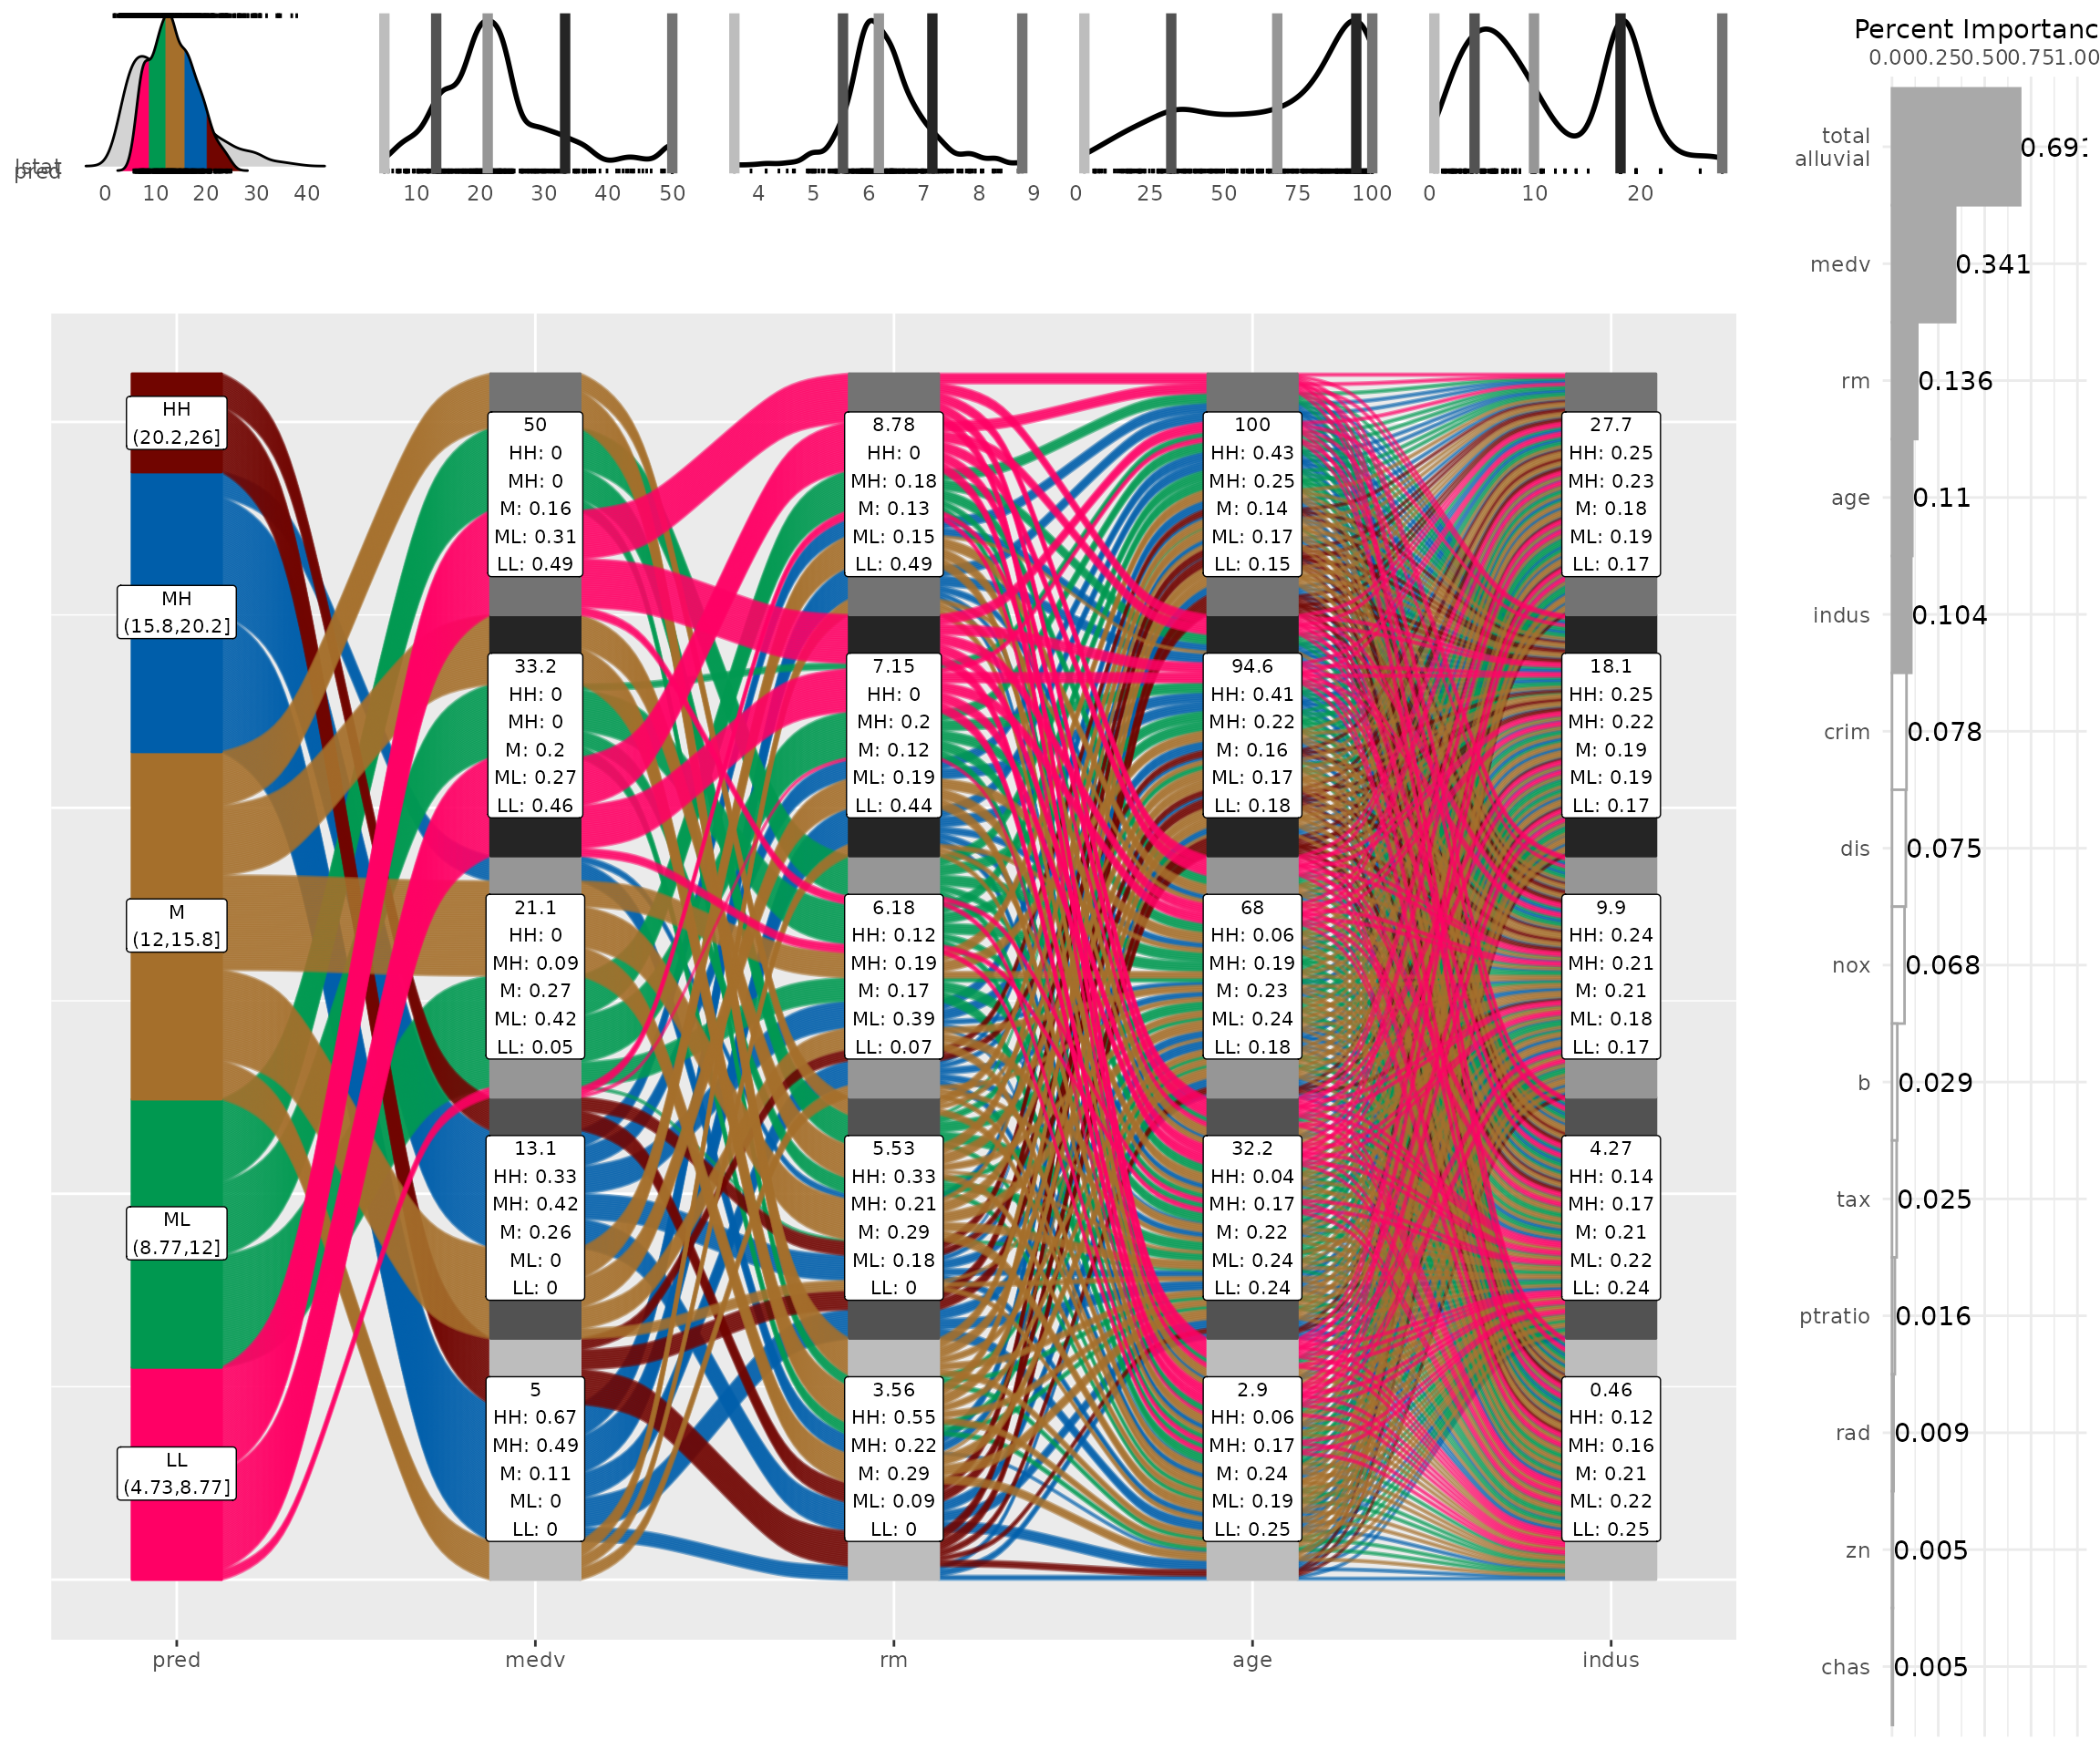 Percent Importanc
0.000.250.500.751.00
lstat
pred
0 10 20 30 40
10 20 30 40 50
4 5 6 7 8 9
0 25 50 75 100
0 10 20
HH
(20.2,26]
MH
(15.8,20.2]
M
(12,15.8]
ML
(8.77,12]
LL
(4.73,8.77]
50
HH: 0
MH: 0
M: 0.16
ML: 0.31
LL: 0.49
33.2
HH: 0
MH: 0
M: 0.2
ML: 0.27
LL: 0.46
21.1
HH: 0
MH: 0.09
M: 0.27
ML: 0.42
LL: 0.05
13.1
HH: 0.33
MH: 0.42
M: 0.26
ML: 0
LL: 0
5
HH: 0.67
MH: 0.49
M: 0.11
ML: 0
LL: 0
8.78
HH: 0
MH: 0.18
M: 0.13
ML: 0.15
LL: 0.49
7.15
HH: 0
MH: 0.2
M: 0.12
ML: 0.19
LL: 0.44
6.18
HH: 0.12
MH: 0.19
M: 0.17
ML: 0.39
LL: 0.07
5.53
HH: 0.33
MH: 0.21
M: 0.29
ML: 0.18
LL: 0
3.56
HH: 0.55
MH: 0.22
M: 0.29
ML: 0.09
LL: 0
100
HH: 0.43
MH: 0.25
M: 0.14
ML: 0.17
LL: 0.15
94.6
HH: 0.41
MH: 0.22
M: 0.16
ML: 0.17
LL: 0.18
68
HH: 0.06
MH: 0.19
M: 0.23
ML: 0.24
LL: 0.18
32.2
HH: 0.04
MH: 0.17
M: 0.22
ML: 0.24
LL: 0.24
2.9
HH: 0.06
MH: 0.17
M: 0.24
ML: 0.19
LL: 0.25
27.7
HH: 0.25
MH: 0.23
M: 0.18
ML: 0.19
LL: 0.17
18.1
HH: 0.25
MH: 0.22
M: 0.19
ML: 0.19
LL: 0.17
9.9
HH: 0.24
MH: 0.21
M: 0.21
ML: 0.18
LL: 0.17
4.27
HH: 0.14
MH: 0.17
M: 0.21
ML: 0.22
LL: 0.24
0.46
HH: 0.12
MH: 0.16
M: 0.21
ML: 0.22
LL: 0.25
pred medv rm age indus
total
alluvial 0.691
medv 0.341
rm 0.136
age 0.11
indus 0.104
crim 0.078
dis 0.075
nox 0.068
b 0.029
tax 0.025
ptratio 0.016
rad 0.009
zn 0.005
chas 0.005